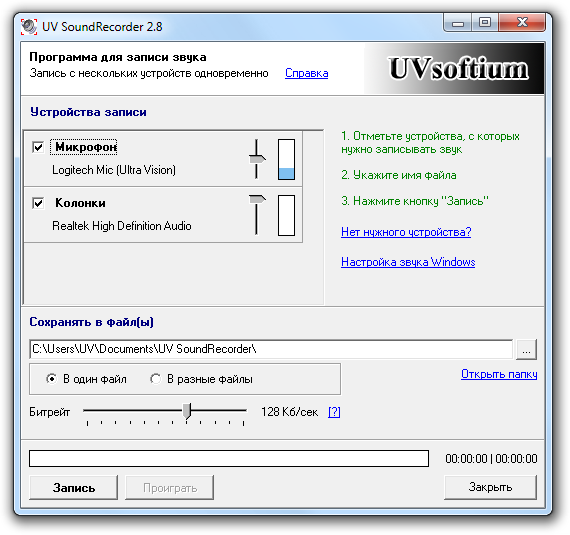 UV SoundRecorder 2.8
Программа для записи звука
Запись с нескольких устройств одновременно Справка
UVsoftium
Устройства записи
Микрофон
Logitech Mic (Ultra Vision)
Колонки
Realtek High Definition Audio
1. Отметьте устройства, с которых
нужно записывать звук
2. Укажите имя файла
3. Нажмите кнопку "Запись"
Нет нужного устройства?
Настройка звука Windows
Сохранять в файл(ы)
C:\Users\UV\Documents\UV SoundRecorder\ ...
В один файл В разные файлы
Открыть папку
Битрейт 128 Кб/сек [?]
00:00:00 | 00:00:00
Запись Проиграть Закрыть